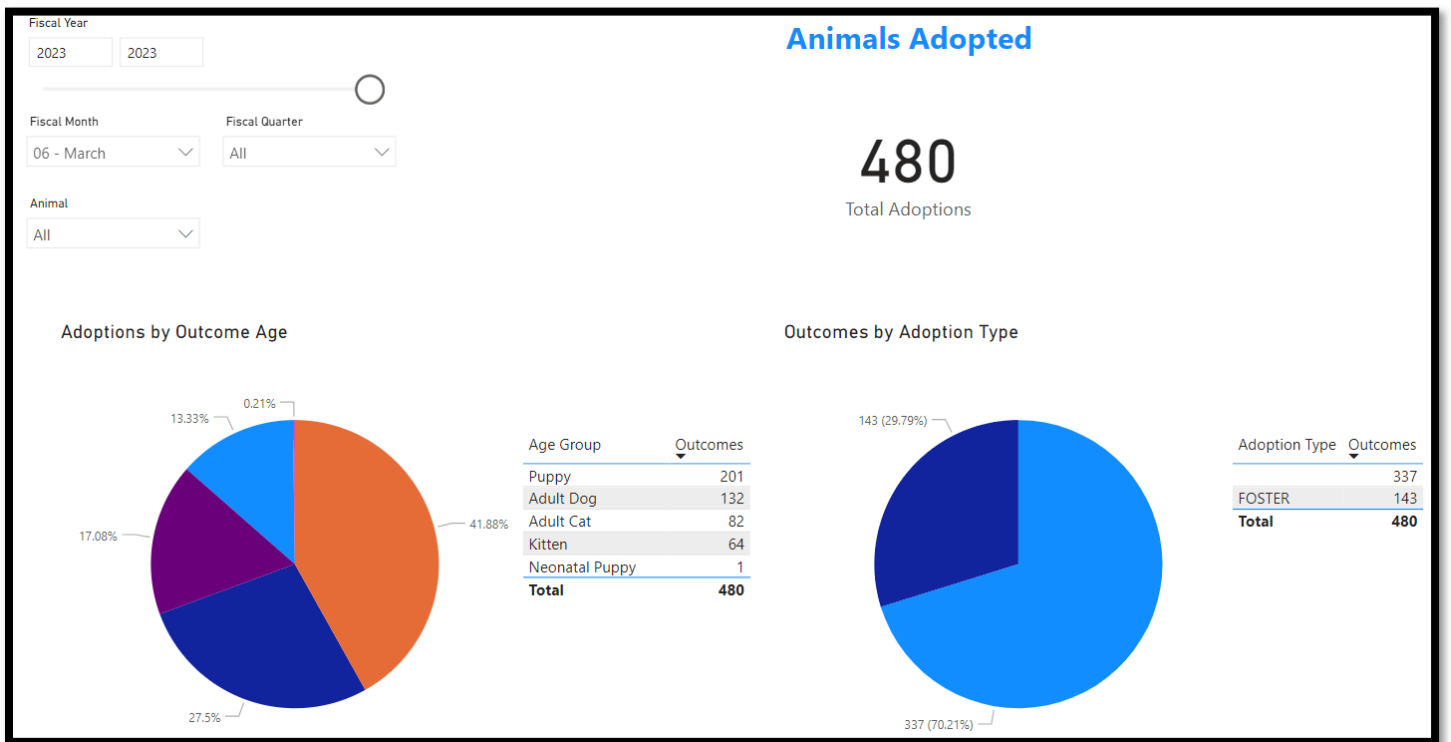 Fiscal Year
2023 2023
Animals Adopted
Fiscal Month Fiscal Quarter
06 - March All
480
Total Adoptions
Animal
All
Adoptions by Outcome Age
0.21%
13.33%
17.08%
41.88%
27.5%
Age Group Outcomes
Puppy 201
Adult Dog 132
Adult Cat 82
Kitten 64
Neonatal Puppy 1
Total 480
Outcomes by Adoption Type
143 (29.79%)
337 (70.21%)
Adoption Type Outcomes
337
FOSTER 143
Total 480